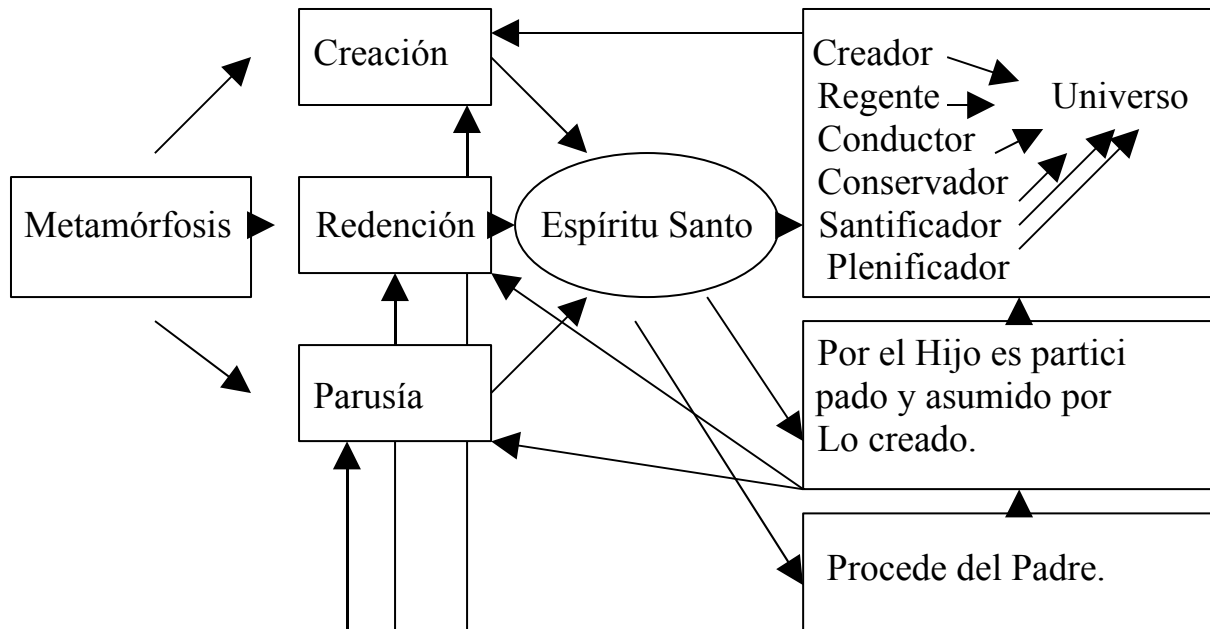 Creación
Metamórfosis
Redención
Parusía
Espíritu Santo
Creador
Regente
Universo
Conductor
Conservador
Santificador
Plenificador
Por el Hijo es partici
pado y asumido por
Lo creado.
Procede del Padre.